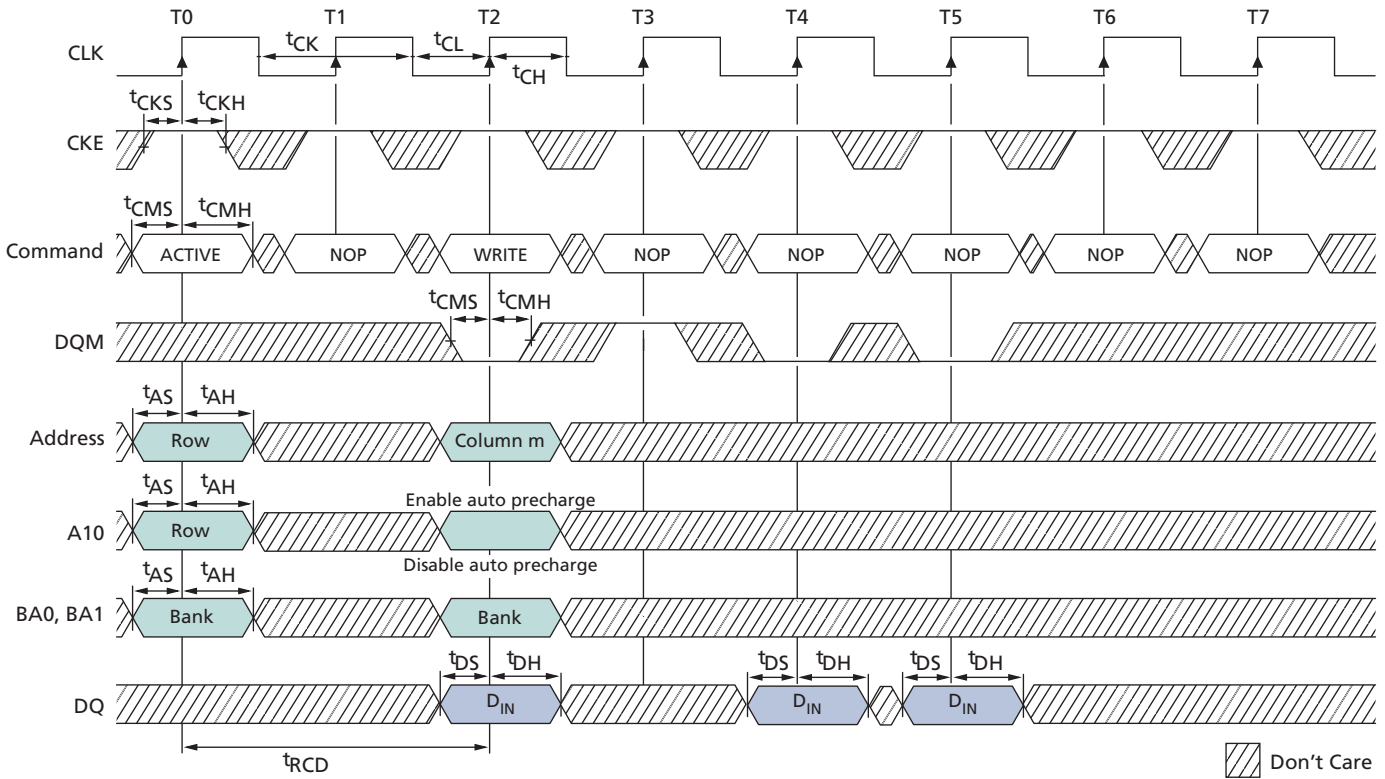 T0 T1 T2 T3 T4 T5 T6 T7
CLK
tCK tCL
tCH
tCKS tCKH
CKE
tCMS tCMH
Command ACTIVE NOP WRITE NOP NOP NOP NOP NOP
tCMS tCMH
DQM
tAS tAH
Address Row Column m
tAS tAH Enable auto precharge
A10 Row
Disable auto precharge
tAS tAH
BA0, BA1 Bank Bank
tDS tDH tDS tDH tDS tDH
DQ DIN DIN DIN
tRCD
Don't Care